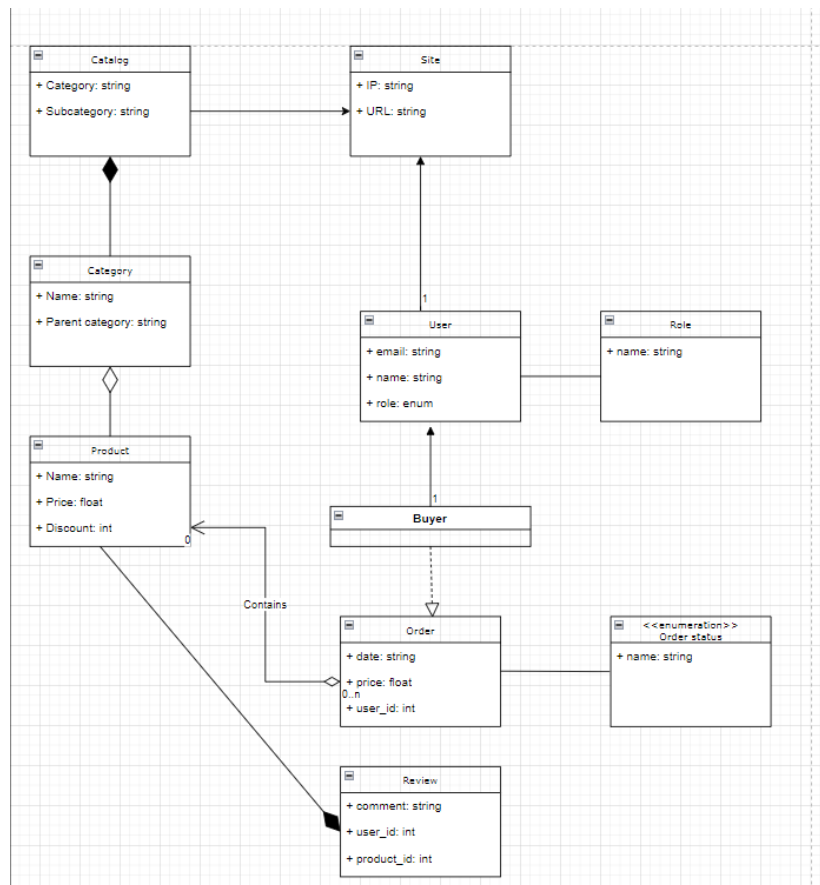 Catalog
+ Category: string
+ Subcategory: string
Site
+ IP: string
+ URL: string
Category
+ Name: string
+ Parent category: string
1
User
+ email: string
+ name: string
+ role: enum
Role
+ name: string
Product
+ Name: string
+ Price: float
+ Discount: int
0
1
Buyer
Contains
Order
+ date: string
+ price: float
0..n
+ user_id: int
<<enumeration>>
Order status
+ name: string
Review
+ comment: string
+ user_id: int
+ product_id: int